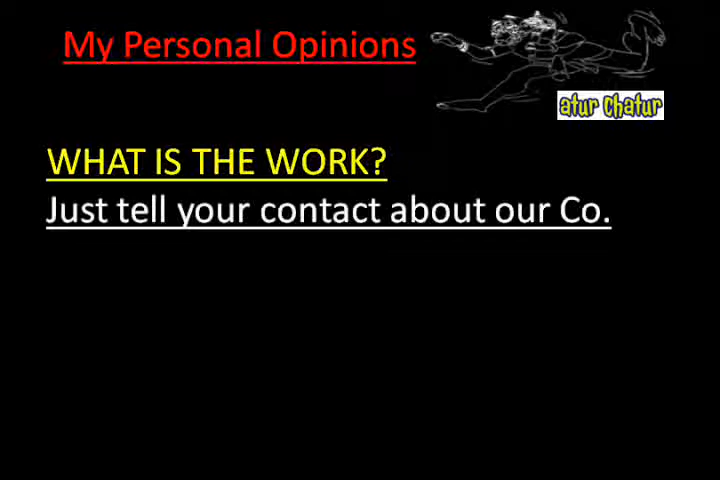 My Personal Opinions
atur chatur
WHAT IS THE WORK?
Just tell your contact about our Co.